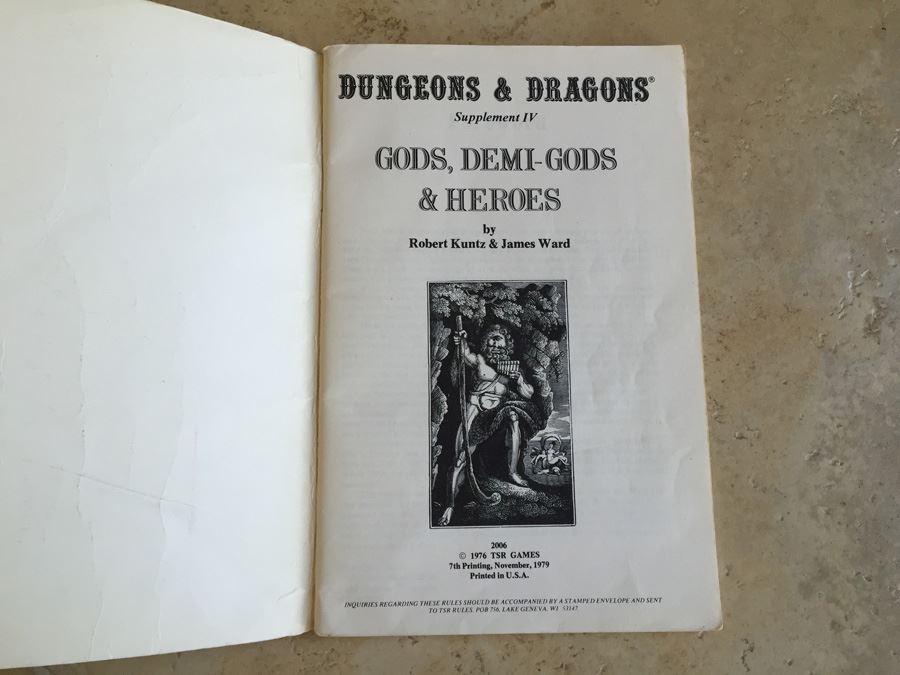 DUNGEONS & DRAGONS®
Supplement IV
GODS, DEMI-GODS
& HEROES
by
Robert Kuntz & James Ward
2006
© 1976 TSR GAMES
7th Printing, November, 1979
Printed in U.S.A.
INQUIRIES REGARDING THESE RULES SHOULD BE ACCOMPANIED BY A STAMPED ENVELOPE AND SENT
TO TSR RULES. POB 756, LAKE GENEVA. WI 53147